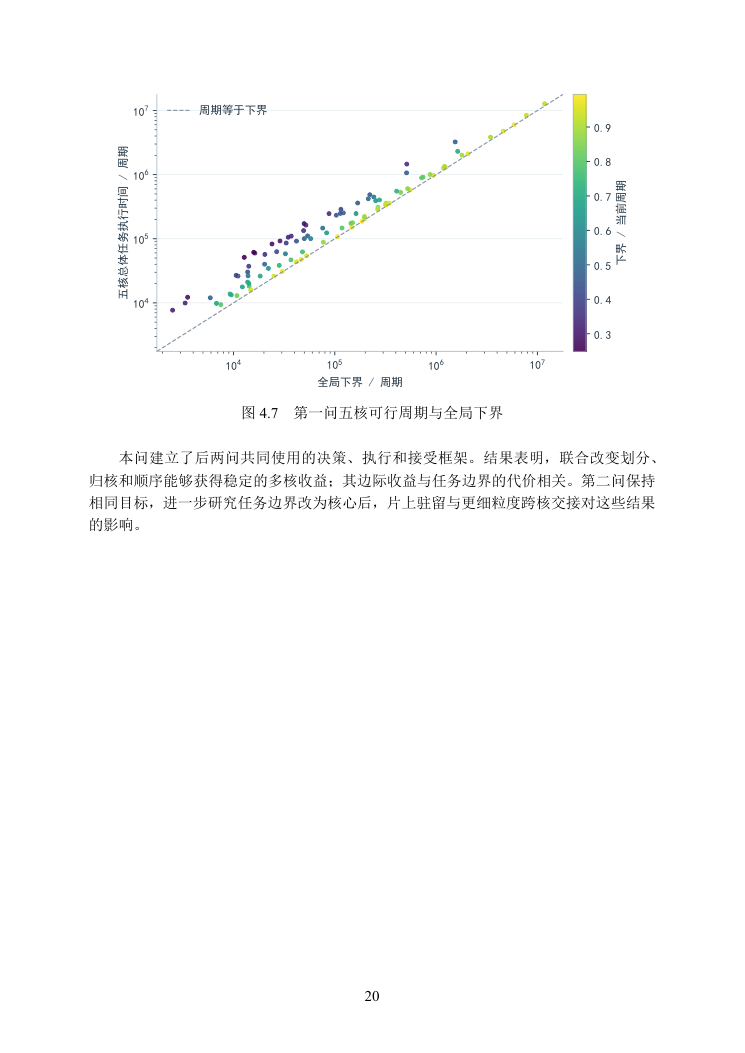 周期等于下界
10⁷
10⁶
10⁵
10⁴
五核总体任务执行时间 / 周期
10⁴
10⁵
10⁶
10⁷
全局下界 / 周期
0.9
0.8
0.7
0.6
0.5
0.4
0.3
下界 / 当前周期
图 4.7 第一问五核可行周期与全局下界
本问建立了后两问共同使用的决策、执行和接受框架。结果表明，联合改变划分、
归核和顺序能够获得稳定的多核收益；其边际收益与任务边界的代价相关。第二问保持
相同目标，进一步研究任务边界改为核心后，片上驻留与更细粒度跨核交接对这些结果
的影响。
20